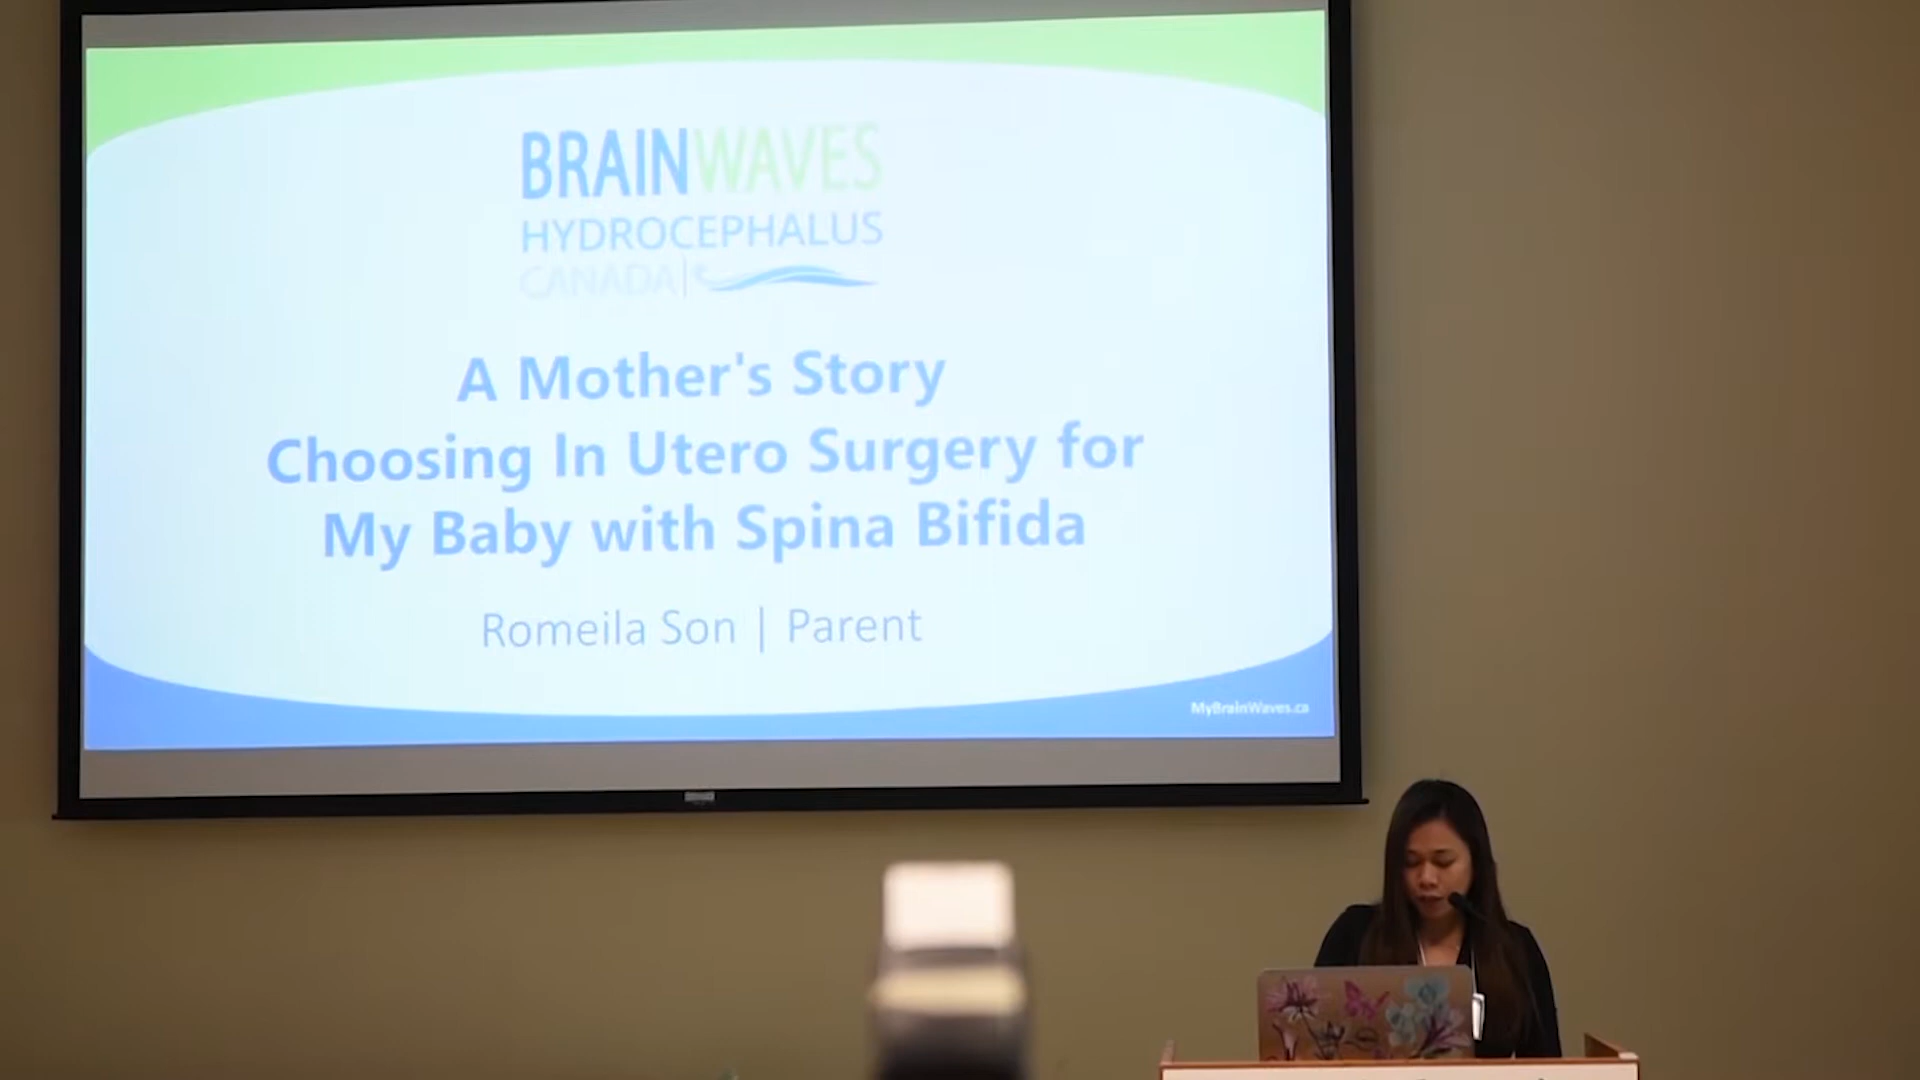 BRAINWAVES
HYDROCEPHALUS
CANADA
A Mother's Story
Choosing In Utero Surgery for
My Baby with Spina Bifida
Romeila Son | Parent
MyBrainWaves.ca